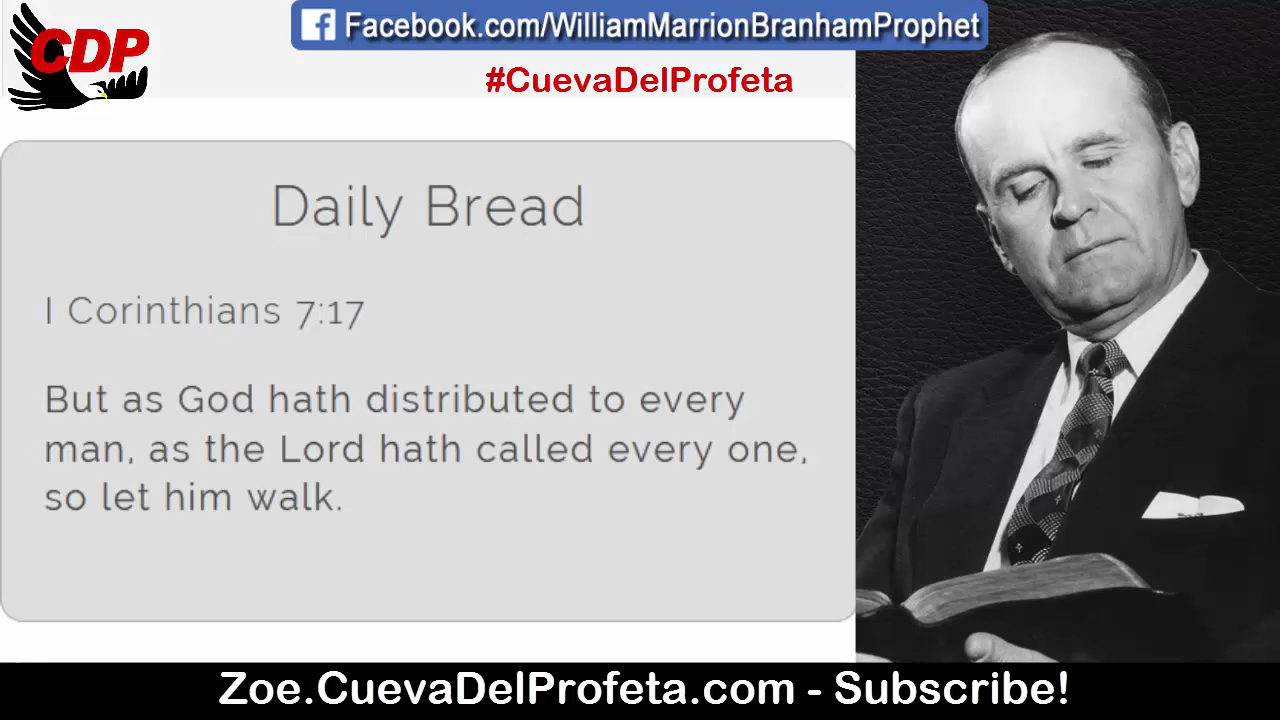 CDP
Facebook.com/WilliamMarrionBranhamProphet
#CuevaDelProfeta
Daily Bread
I Corinthians 7:17
But as God hath distributed to every
man, as the Lord hath called every one,
so let him walk.
Zoe.CuevaDelProfeta.com - Subscribe!